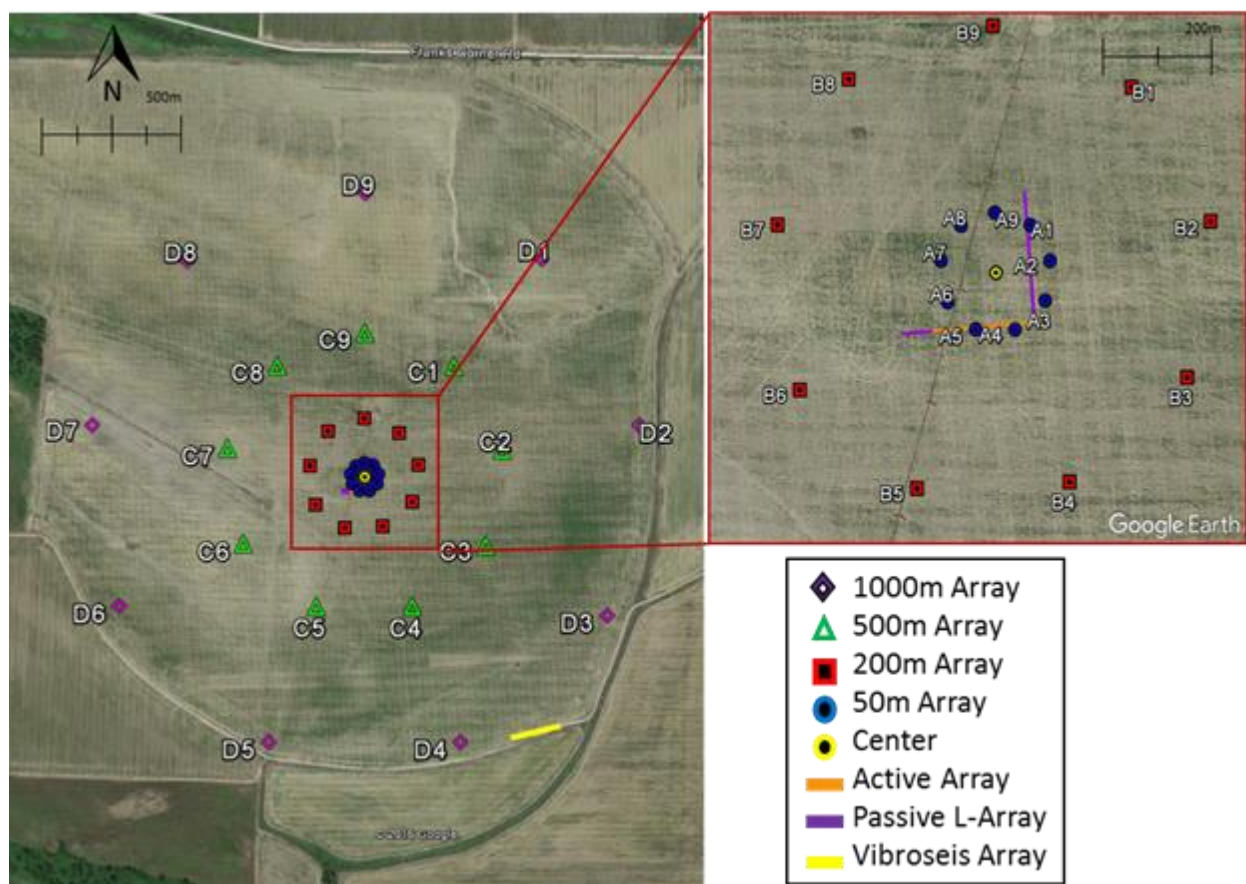 N
500m
D9
D8
D1
C9
C8
C1
D7
D2
C7
C2
C6
C3
D6
C5
C4
D3
D5
D4
B9
200m
B8
B1
B7
B2
A8
A9
A1
A7
A2
A6
A3
A5
A4
B6
B3
B5
B4
Google Earth
1000m Array
500m Array
200m Array
50m Array
Center
Active Array
Passive L-Array
Vibroseis Array